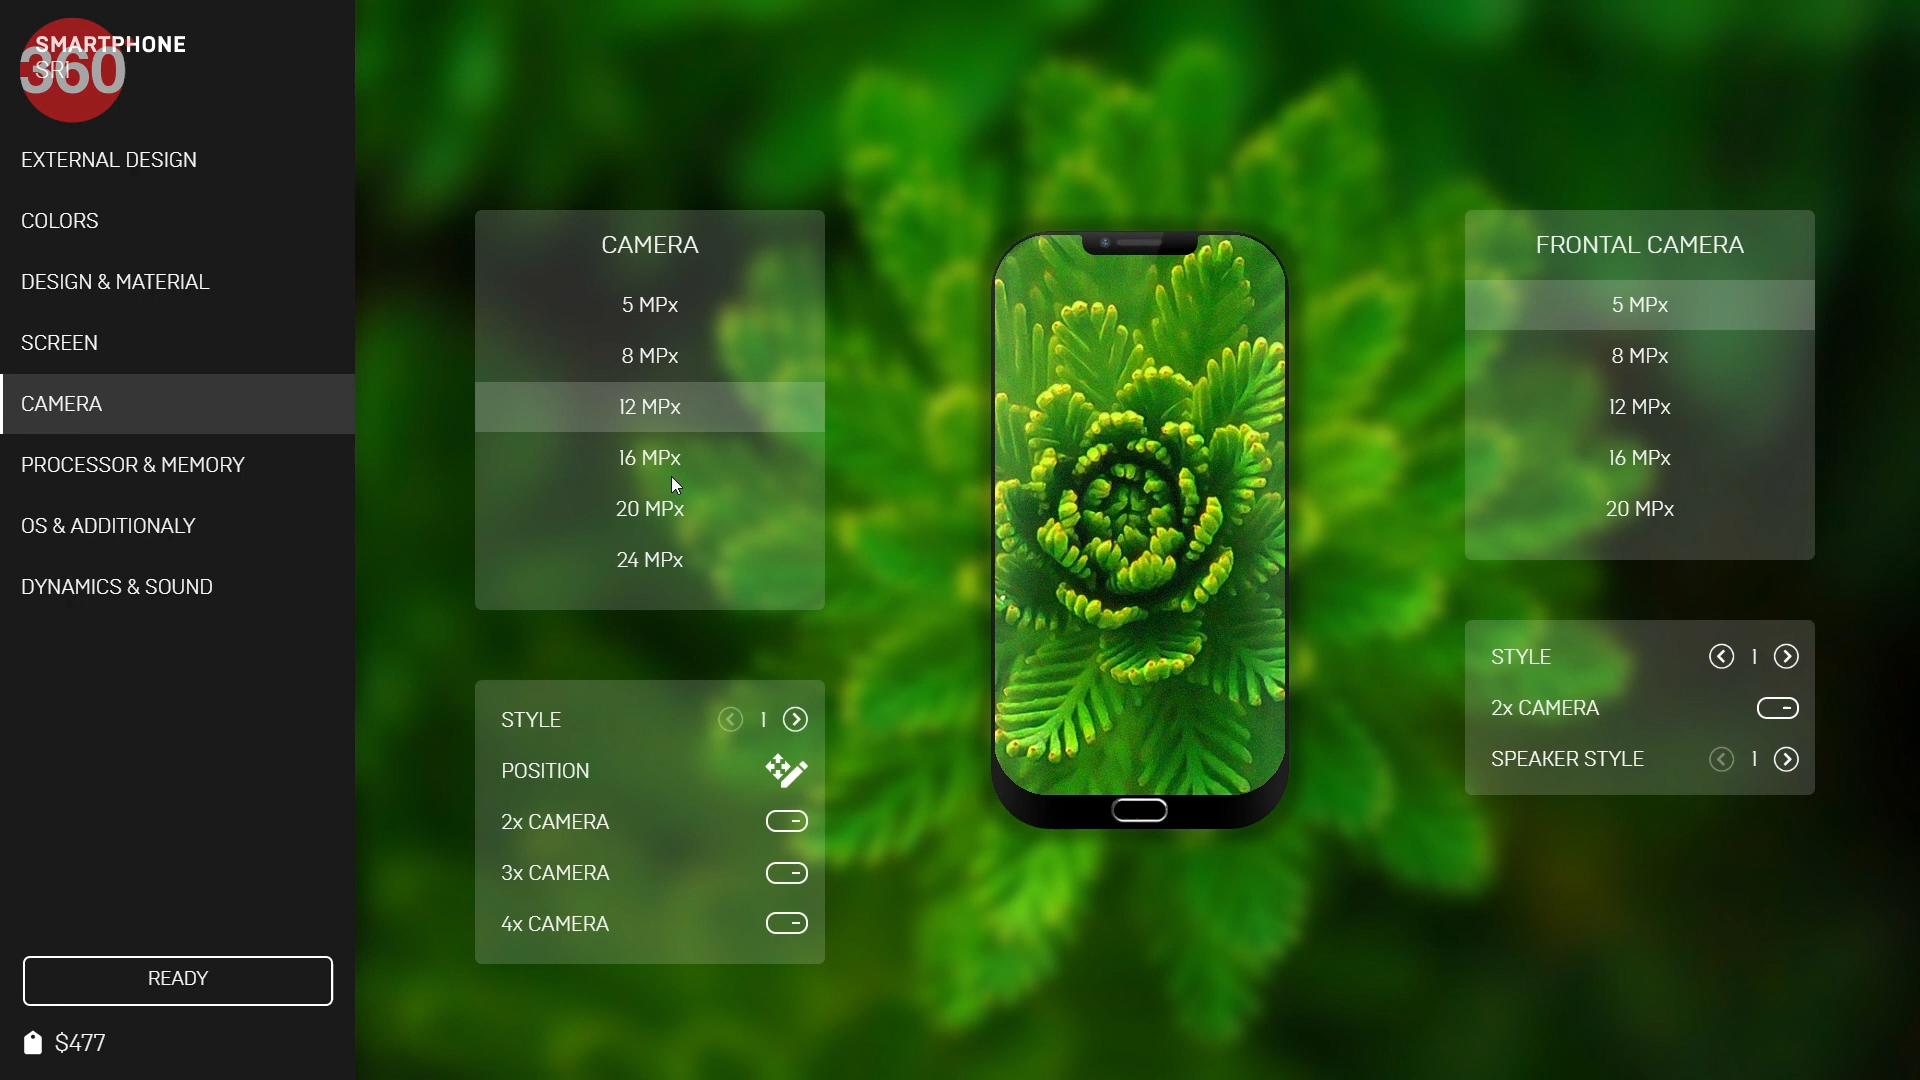 SMARTPHONE
SRI
360
EXTERNAL DESIGN
COLORS
DESIGN & MATERIAL
SCREEN
CAMERA
PROCESSOR & MEMORY
OS & ADDITIONALY
DYNAMICS & SOUND
READY
$477
CAMERA
5 MPx
8 MPx
12 MPx
16 MPx
20 MPx
24 MPx
STYLE 1
POSITION
2x CAMERA
3x CAMERA
4x CAMERA
FRONTAL CAMERA
5 MPx
8 MPx
12 MPx
16 MPx
20 MPx
STYLE 1
2x CAMERA
SPEAKER STYLE 1